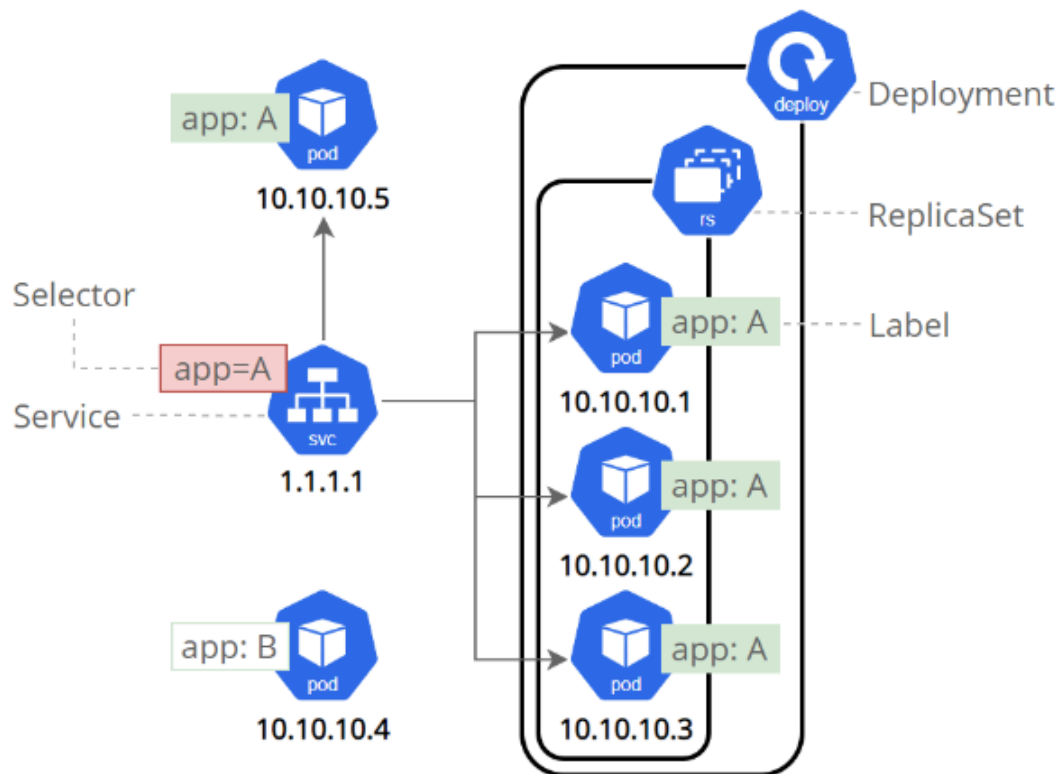 deploy
Deployment
app: A
pod
10.10.10.5
rs
ReplicaSet
Selector
app=A
Service
svc
1.1.1.1
pod
app: A
Label
10.10.10.1
pod
app: A
10.10.10.2
app: B
pod
10.10.10.4
pod
app: A
10.10.10.3